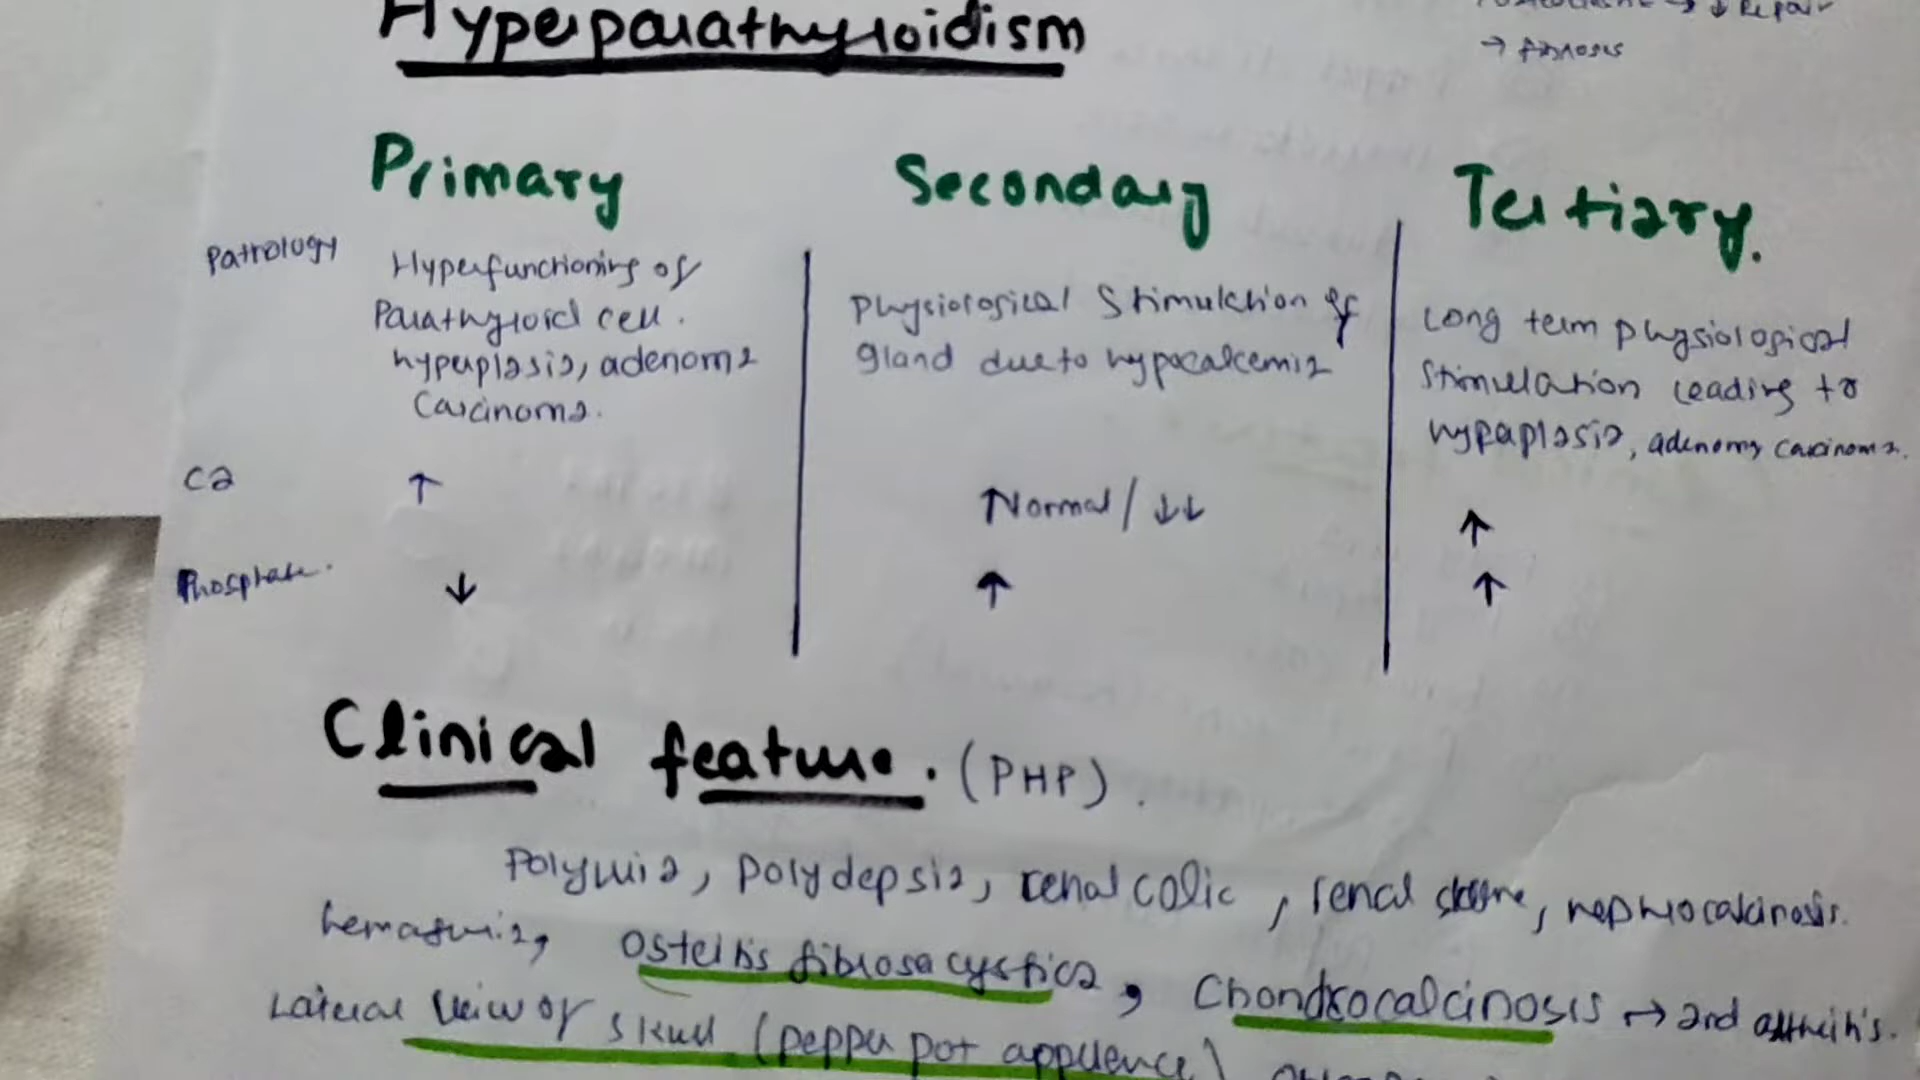 Hyperparathyroidism
↓ Repair
→ fibrosis
Primary Secondary Tertiary.
Pathology
Hyperfunctioning of
Parathyroid cell.
hyperplasia, adenoma
Carcinoma.
Physiological Stimulation of
gland due to hypocalcemia
Long term physiological
Stimulation leading to
hyperplasia, adenoma carcinoma.
Ca ↑ ↑Normal / ↓↓ ↑
Phosphate. ↓ ↑ ↑
Clinical feature. (PHP).
Polyuria, polydepsia, renal colic, renal stone, nephrocalcinosis.
hematuria, Osteitis fibrosa cystica, Chondrocalcinosis → 2nd arthritis.
Lateral view of skull (pepper pot appearence)